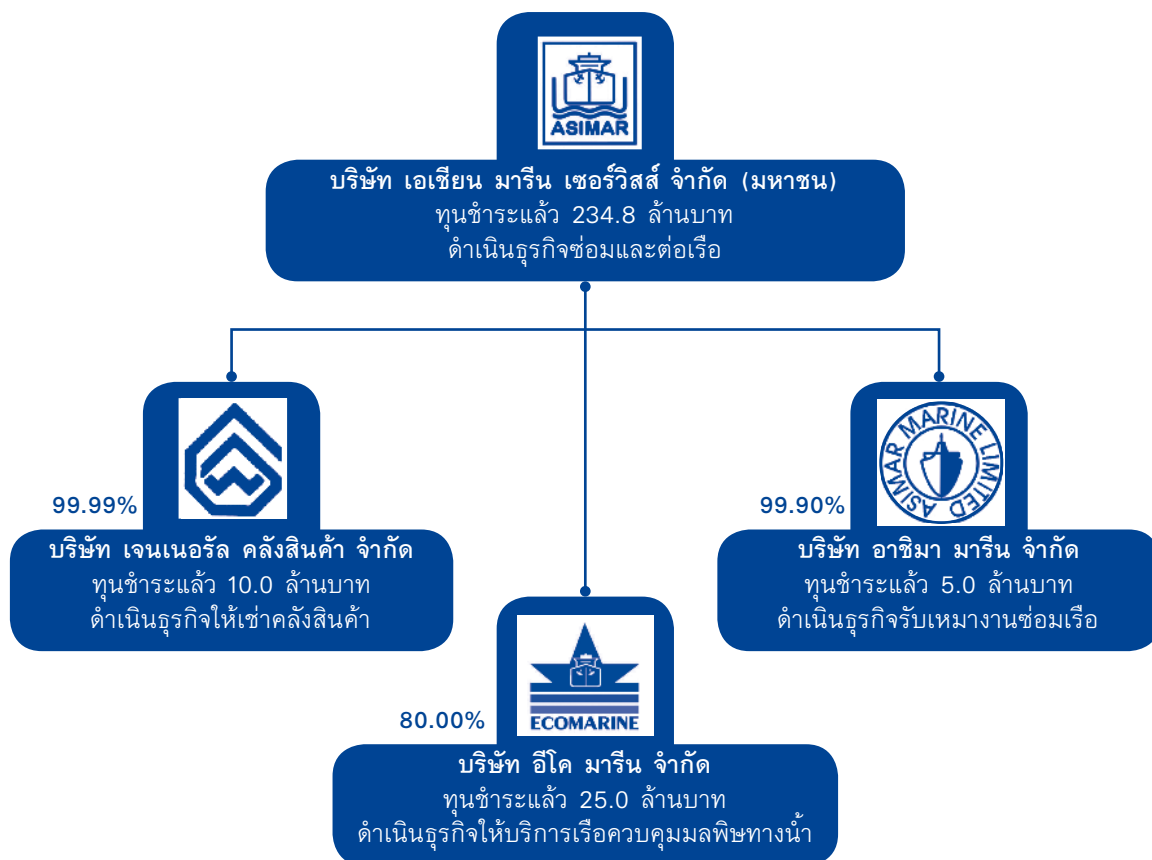 ASIMAR
บริษัท เอเชียน มารีน เซอร์วิสส์ จำกัด (มหาชน)
ทุนชำระแล้ว 234.8 ล้านบาท
ดำเนินธุรกิจซ่อมและต่อเรือ
99.99%
บริษัท เจนเนอรัล คลังสินค้า จำกัด
ทุนชำระแล้ว 10.0 ล้านบาท
ดำเนินธุรกิจให้เช่าคลังสินค้า
ASIMAR MARINE LIMITED
99.90%
บริษัท อาชิมา มารีน จำกัด
ทุนชำระแล้ว 5.0 ล้านบาท
ดำเนินธุรกิจรับเหมางานซ่อมเรือ
ECOMARINE
80.00%
บริษัท อีโค มารีน จำกัด
ทุนชำระแล้ว 25.0 ล้านบาท
ดำเนินธุรกิจให้บริการเรือควบคุมมลพิษทางน้ำ